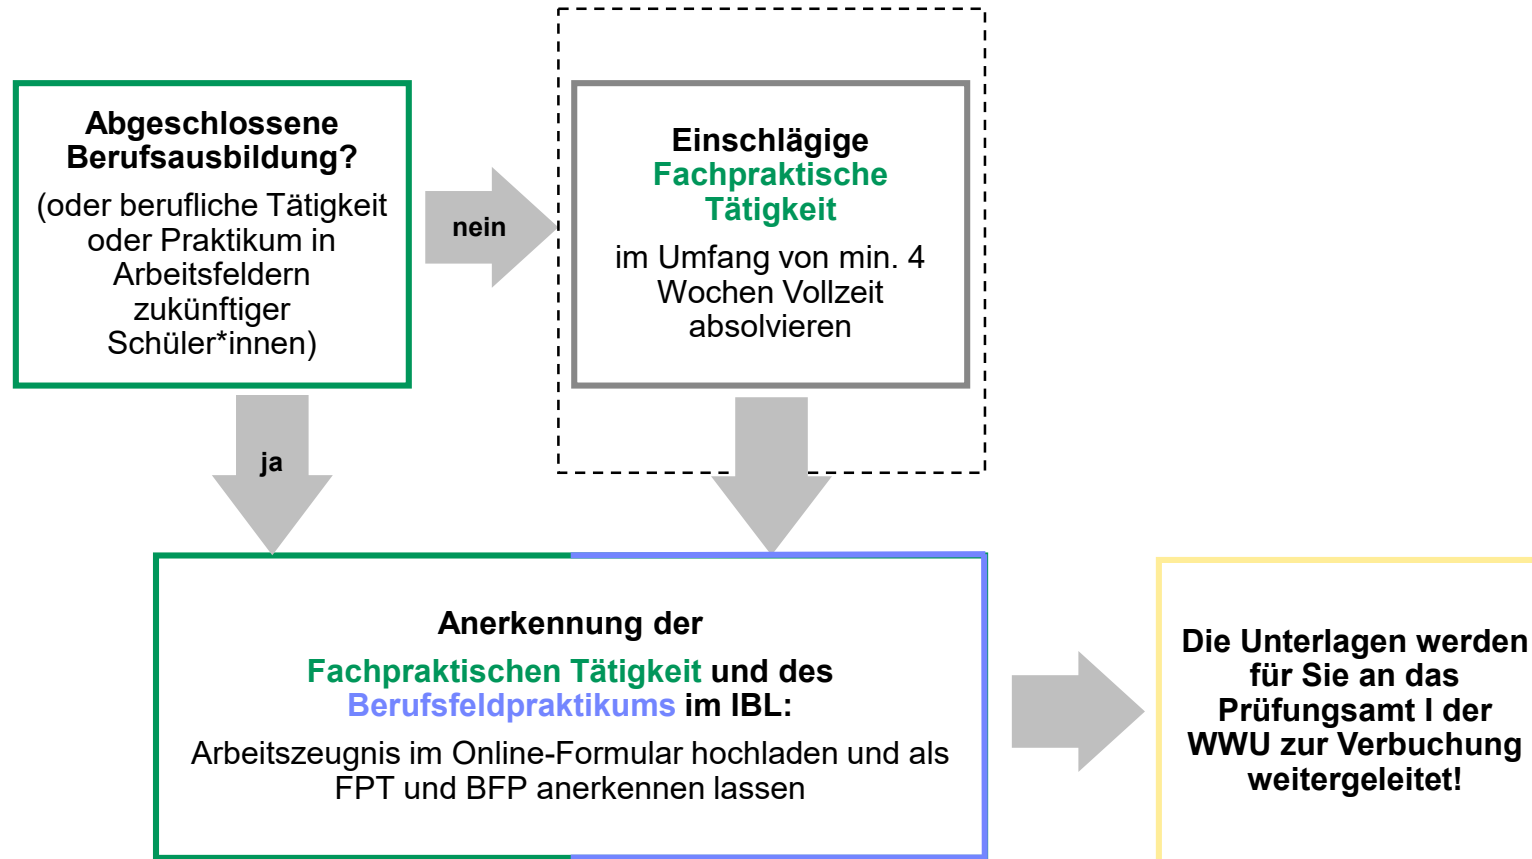 Abgeschlossene
Berufsausbildung?
(oder berufliche Tätigkeit
oder Praktikum in
Arbeitsfeldern
zukünftiger
Schüler*innen)
nein
Einschlägige
Fachpraktische
Tätigkeit
im Umfang von min. 4
Wochen Vollzeit
absolvieren
ja
Anerkennung der
Fachpraktischen Tätigkeit und des
Berufsfeldpraktikums im IBL:
Arbeitszeugnis im Online-Formular hochladen und als
FPT und BFP anerkennen lassen
Die Unterlagen werden
für Sie an das
Prüfungsamt I der
WWU zur Verbuchung
weitergeleitet!